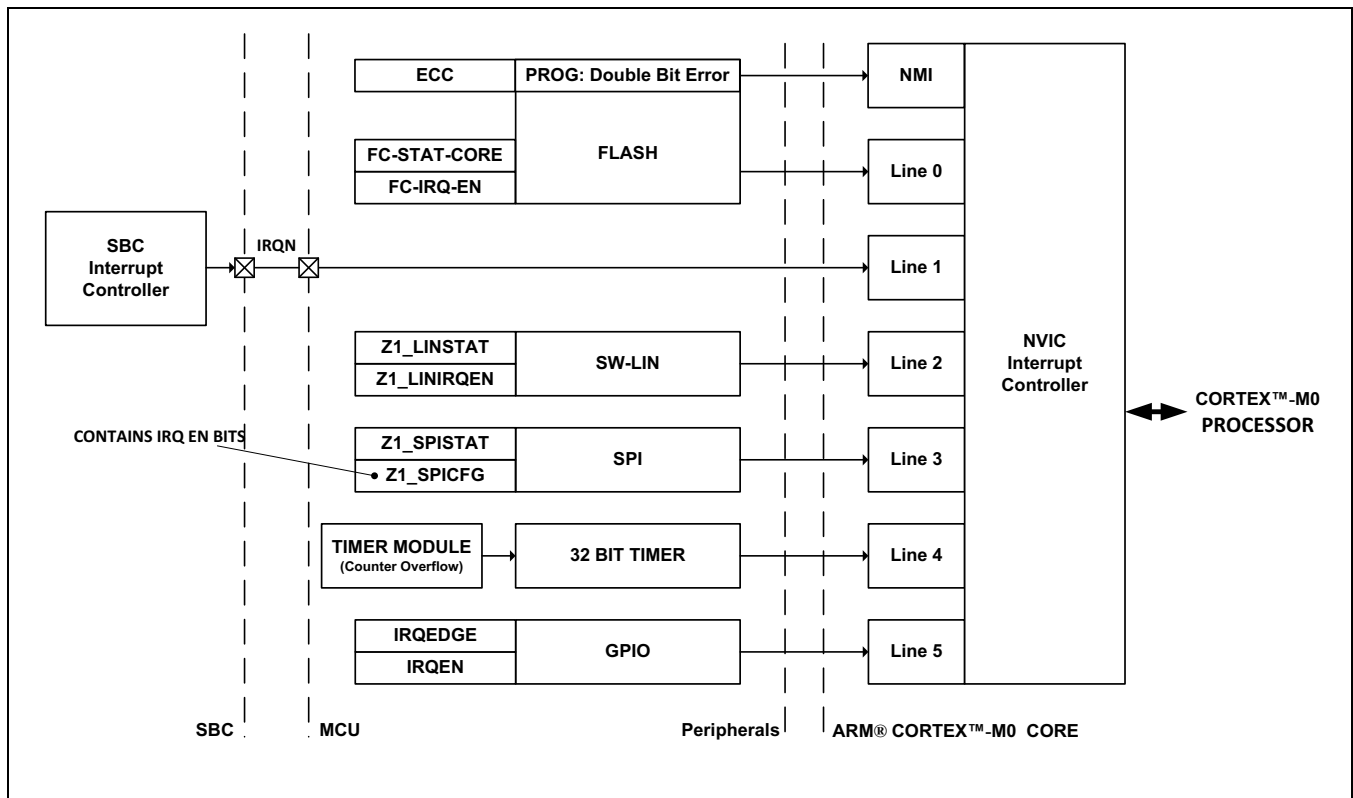 ECC
PROG: Double Bit Error
NMI
FC-STAT-CORE
FC-IRQ-EN
FLASH
Line 0
SBC
Interrupt
Controller
IRQN
Line 1
Z1_LINSTAT
Z1_LINIRQEN
SW-LIN
Line 2
NVIC
Interrupt
Controller
CORTEX™-M0
PROCESSOR
CONTAINS IRQ EN BITS
Z1_SPISTAT
Z1_SPICFG
SPI
Line 3
TIMER MODULE
(Counter Overflow)
32 BIT TIMER
Line 4
IRQEDGE
IRQEN
GPIO
Line 5
SBC
MCU
Peripherals
ARM® CORTEX™-M0 CORE